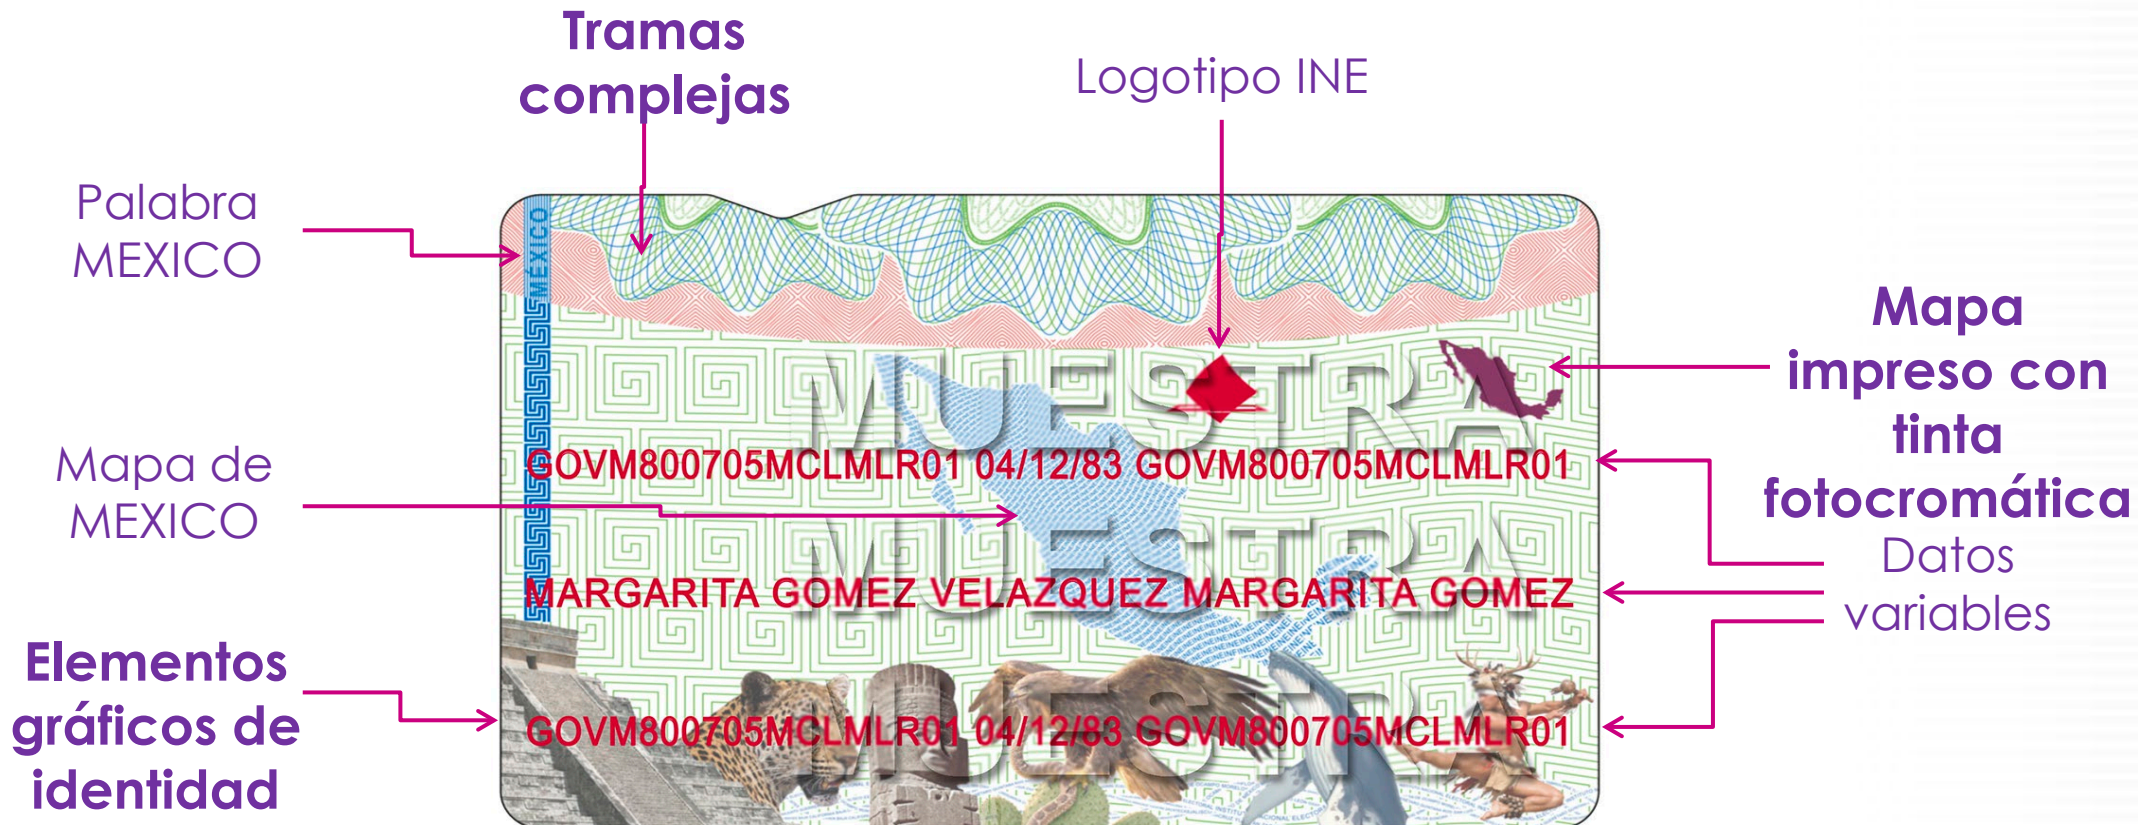 Tramas
complejas
Logotipo INE
Palabra
MEXICO
MÉXICO
Mapa
impreso con
tinta
fotocromática
MUESTRA
Mapa de
MEXICO
GOVM800705MCLMLR01 04/12/83 GOVM800705MCLMLR01
MUESTRA
Datos
variables
MARGARITA GOMEZ VELAZQUEZ MARGARITA GOMEZ
Elementos
gráficos de
identidad
MUESTRA
GOVM800705MCLMLR01 04/12/83 GOVM800705MCLMLR01